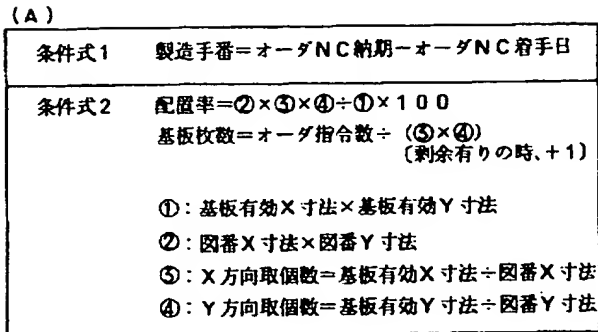 (A)
条件式1 製造手番=オーダNC納期-オーダNC着手日
条件式2 配置率=②×③×④÷①×100
基板枚数=オーダ指令数÷(③×④)
〔剰余有りの時、+1〕
①:基板有効X寸法×基板有効Y寸法
②:図番X寸法×図番Y寸法
③:X方向取個数=基板有効X寸法÷図番X寸法
④:Y方向取個数=基板有効Y寸法÷図番Y寸法